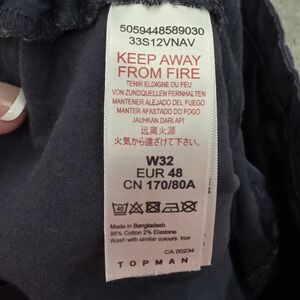 5059448589030
33S12VNAV
KEEP AWAY
FROM FIRE
TENIR ELOIGNE DU FEU
VON ZUNDQUELLEN FERNHALTEN
MANTENER ALEJADO DEL FUEGO
MANTER AFASTADO DO FOGO
JAUHKAN DARI API
远离火源
火気から遠ざけて下さい。
W32
EUR 48
CN 170/80A
Made in Bangladesh
98% Cotton 2% Elastane
Wash with similar colours. Iron
CA 00234
TOPMAN